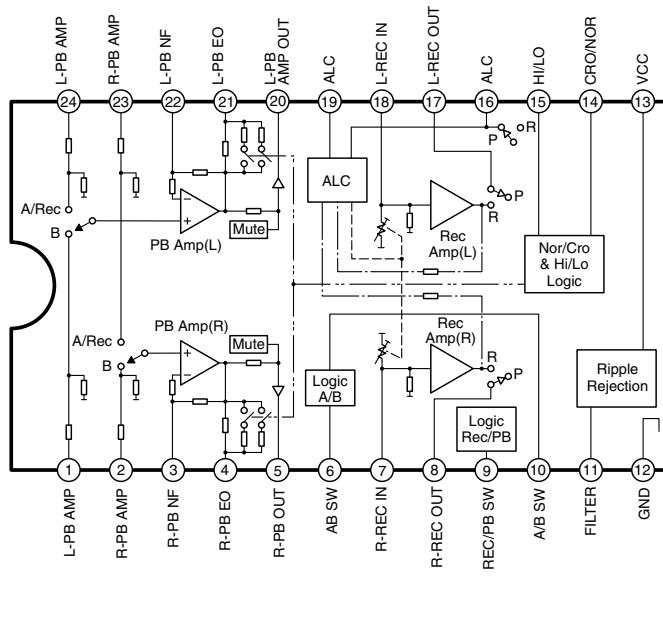 L-PB AMP
R-PB AMP
L-PB NF
L-PB EO
L-PB
AMP OUT
ALC
L-REC IN
L-REC OUT
ALC
HI/LO
CRO/NOR
VCC
24
23
22
21
20
19
18
17
16
15
14
13
P
R
ALC
A/Rec
B
−
+
PB Amp(L)
Mute
P
R
Rec
Amp(L)
Nor/Cro
& Hi/Lo
Logic
A/Rec
B
PB Amp(R)
+
−
Mute
Rec
Amp(R)
R
P
Logic
A/B
Logic
Rec/PB
Ripple
Rejection
1
2
3
4
5
6
7
8
9
10
11
12
L-PB AMP
R-PB AMP
R-PB NF
R-PB EO
R-PB OUT
AB SW
R-REC IN
R-REC OUT
REC/PB SW
A/B SW
FILTER
GND